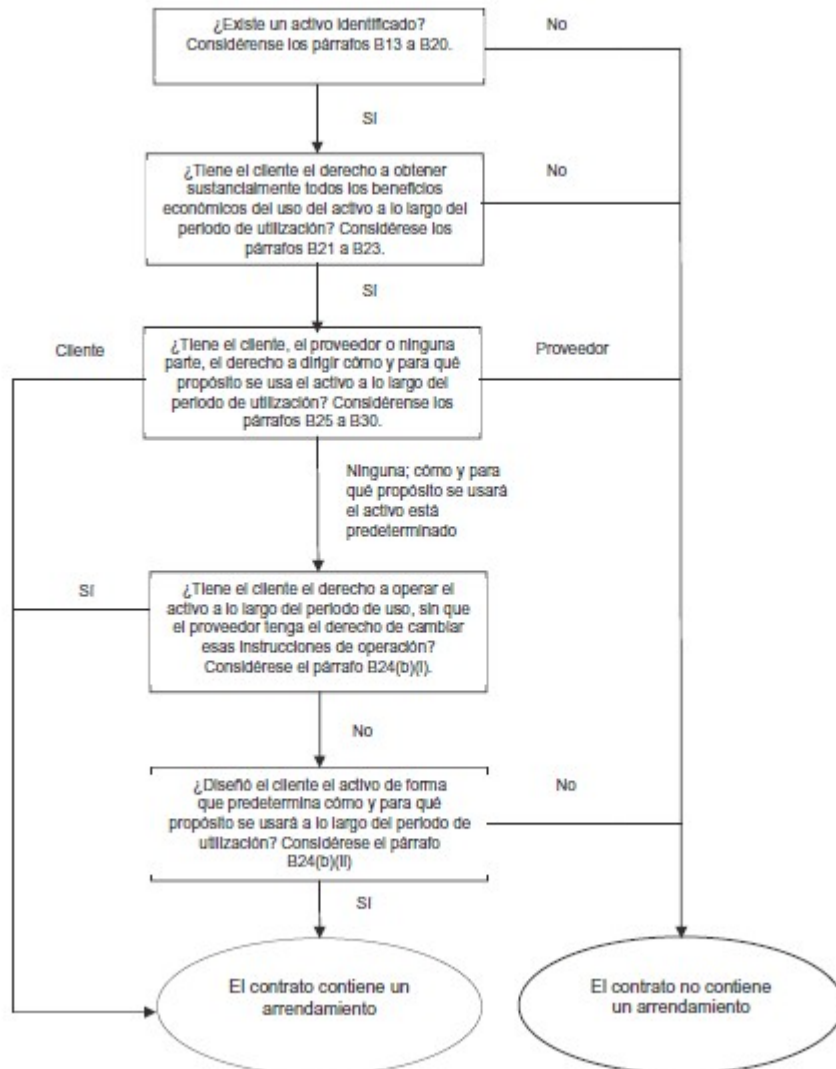 ¿Existe un activo identificado?
Considérense los párrafos B13 a B20.
No
Sí
¿Tiene el cliente el derecho a obtener
sustancialmente todos los beneficios
económicos del uso del activo a lo largo del
periodo de utilización? Considérese los
párrafos B21 a B23.
No
Sí
Cliente
¿Tiene el cliente, el proveedor o ninguna
parte, el derecho a dirigir cómo y para qué
propósito se usa el activo a lo largo del
periodo de utilización? Considérense los
párrafos B25 a B30.
Proveedor
Ninguna; cómo y para
qué propósito se usará
el activo está
predeterminado
Sí
¿Tiene el cliente el derecho a operar el
activo a lo largo del periodo de uso, sin que
el proveedor tenga el derecho de cambiar
esas instrucciones de operación?
Considérese el párrafo B24(b)(i).
No
¿Diseñó el cliente el activo de forma
que predetermina cómo y para qué
propósito se usará a lo largo del periodo de
utilización? Considérese el párrafo
B24(b)(ii)
No
Sí
El contrato contiene un
arrendamiento
El contrato no contiene
un arrendamiento